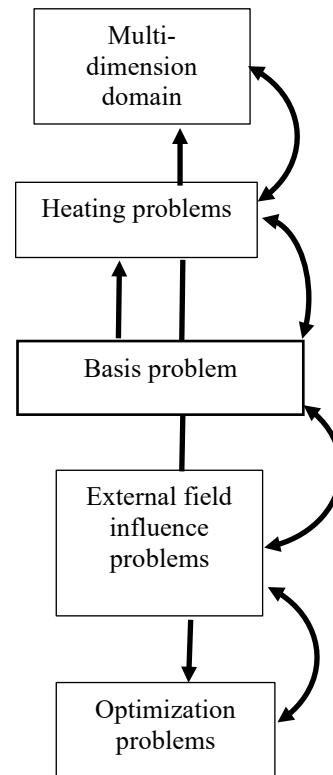 Multi-
dimension
domain
Heating problems
Basis problem
External field
influence
problems
Optimization
problems